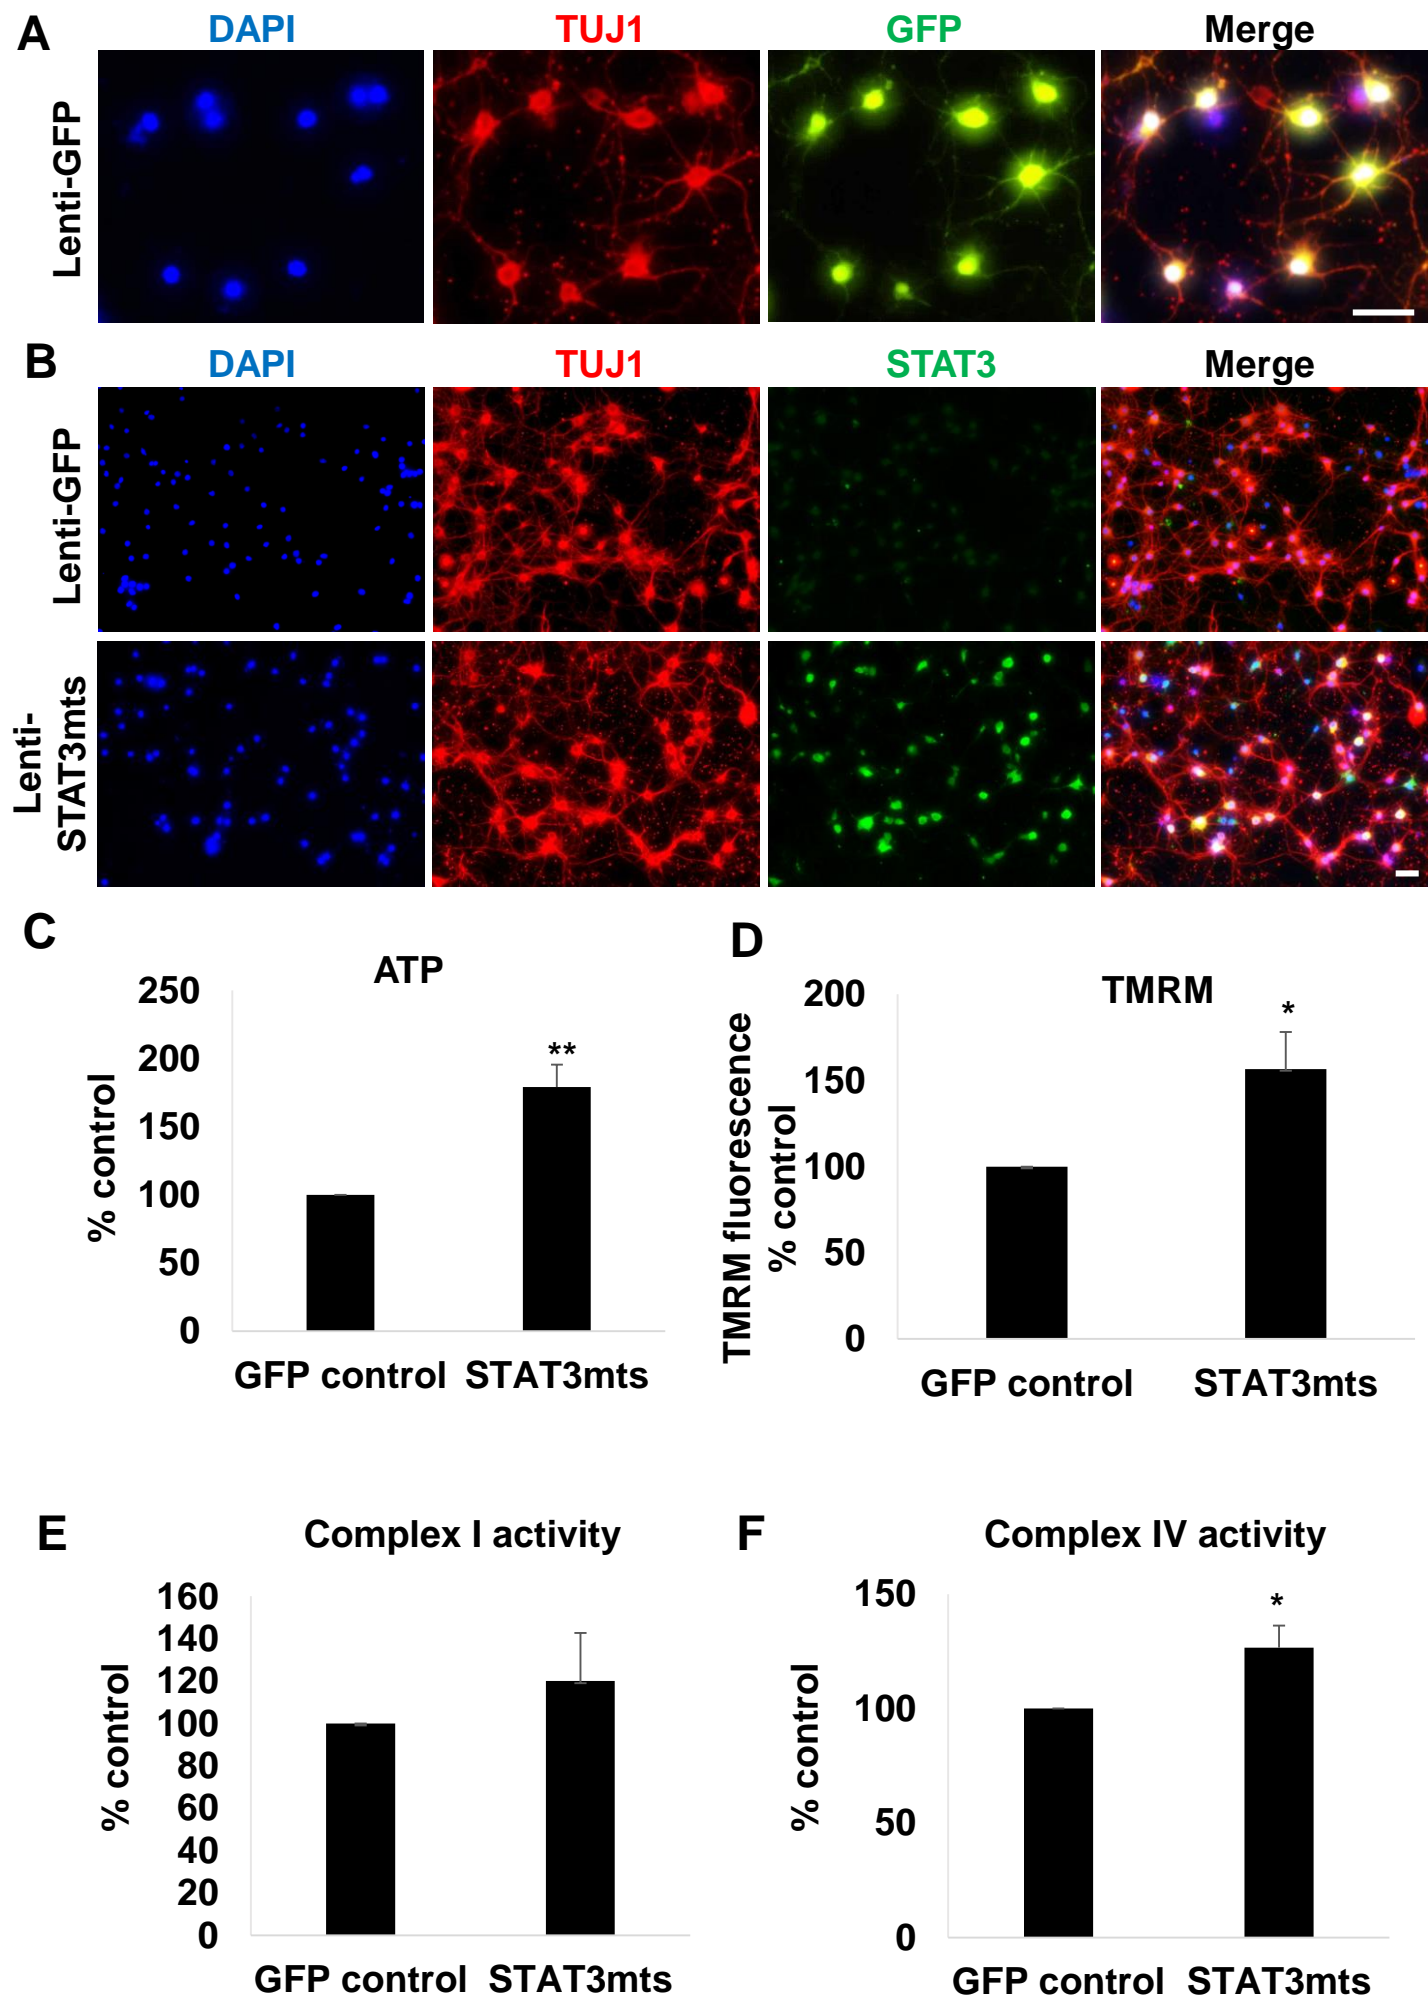 A
DAPI
TUJ1
GFP
Merge
Lenti-GFP
B
DAPI
TUJ1
STAT3
Merge
Lenti-GFP
Lenti-
STAT3mts
C
ATP
% control
250
200
150
100
50
0
**
GFP control
STAT3mts
D
TMRM
TMRM fluorescence
% control
200
150
100
50
0
*
GFP control
STAT3mts
E
Complex I activity
% control
160
140
120
100
80
60
40
20
0
GFP control
STAT3mts
F
Complex IV activity
% control
150
100
50
0
*
GFP control
STAT3mts